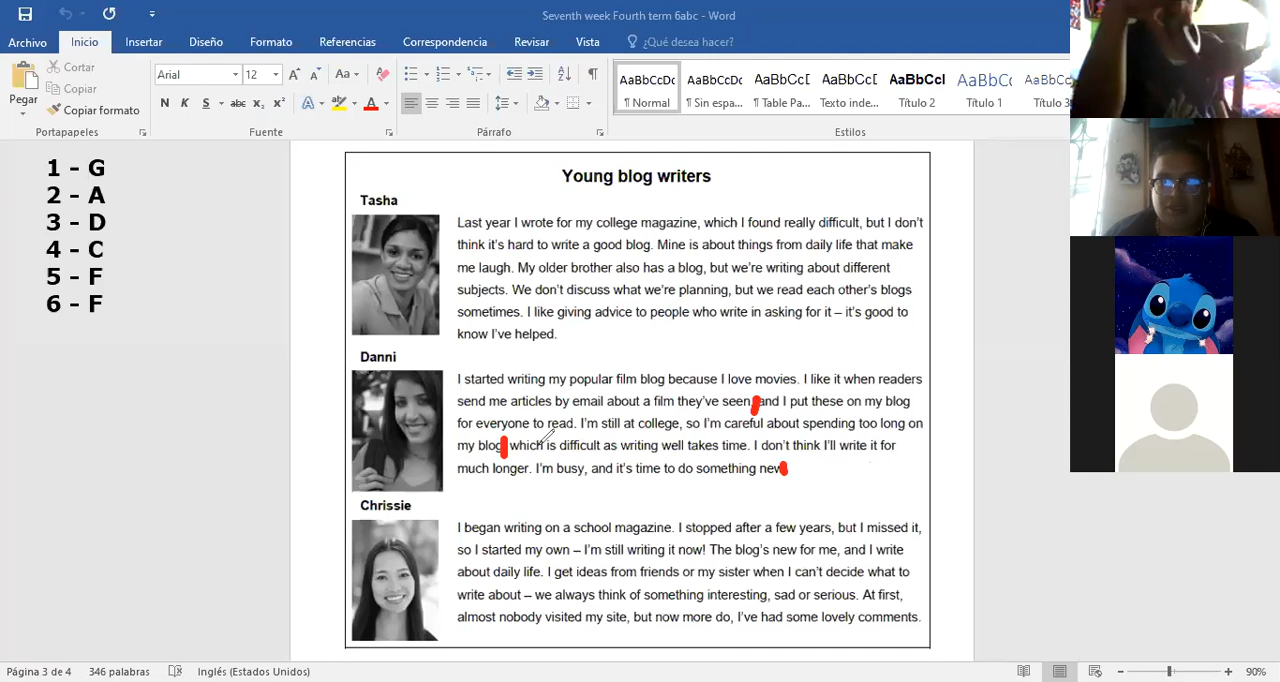 Seventh week Fourth term 6abc - Word
Archivo Inicio Insertar Diseño Formato Referencias Correspondencia Revisar Vista ¿Qué desea hacer?
Pegar
Cortar
Copiar
Copiar formato
Portapapeles
Arial 12 Aa
N K S abc x₂ x² A A
Fuente
Párrafo
AaBbCcDc AaBbCcDc AaBbCcD AaBbCcD AaBbCcI AaBbCcD AaBbCcD
¶ Normal ¶ Sin espa... ¶ Table Pa... Texto inde... Título 2 Título 1 Título 3
Estilos
1 - G
2 - A
3 - D
4 - C
5 - F
6 - F
Young blog writers
Tasha
Last year I wrote for my college magazine, which I found really difficult, but I don't
think it's hard to write a good blog. Mine is about things from daily life that make
me laugh. My older brother also has a blog, but we're writing about different
subjects. We don't discuss what we're planning, but we read each other's blogs
sometimes. I like giving advice to people who write in asking for it – it's good to
know I've helped.
Danni
I started writing my popular film blog because I love movies. I like it when readers
send me articles by email about a film they've seen, and I put these on my blog
for everyone to read. I'm still at college, so I'm careful about spending too long on
my blog, which is difficult as writing well takes time. I don't think I'll write it for
much longer. I'm busy, and it's time to do something new
Chrissie
I began writing on a school magazine. I stopped after a few years, but I missed it,
so I started my own – I'm still writing it now! The blog's new for me, and I write
about daily life. I get ideas from friends or my sister when I can't decide what to
write about – we always think of something interesting, sad or serious. At first,
almost nobody visited my site, but now more do, I've had some lovely comments.
Página 3 de 4 346 palabras Inglés (Estados Unidos) 90%